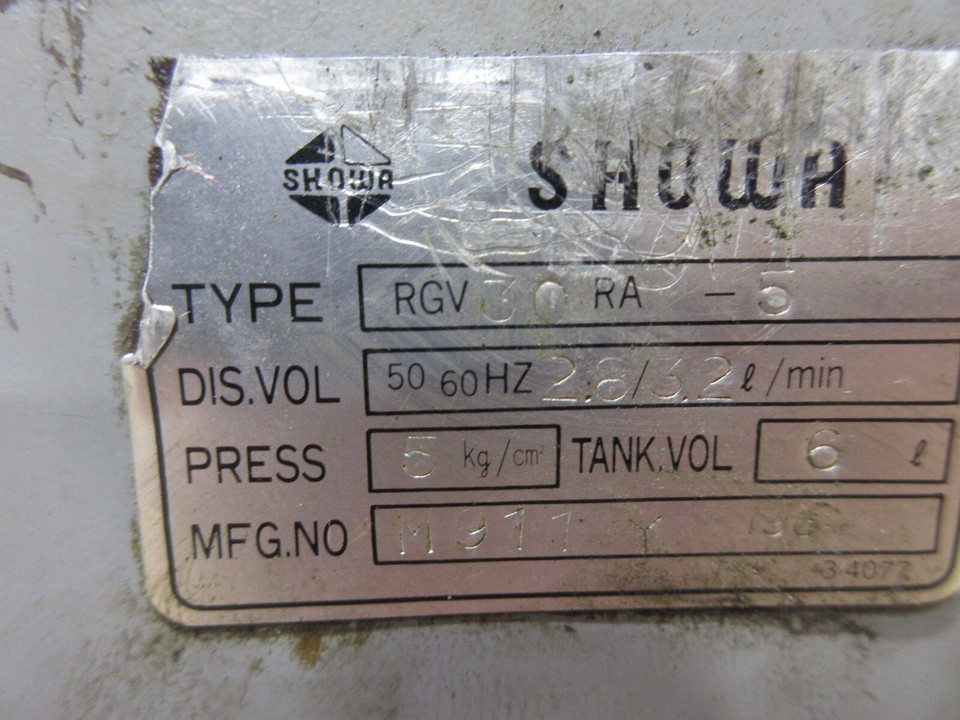 SHOWA SHOWA
TYPE RGV 30 RA - 5
DIS.VOL 50 60HZ 2.8/3.2 ℓ/min
PRESS 5 kg/cm² TANK.VOL 6 ℓ
MFG.NO M911 Y
34077